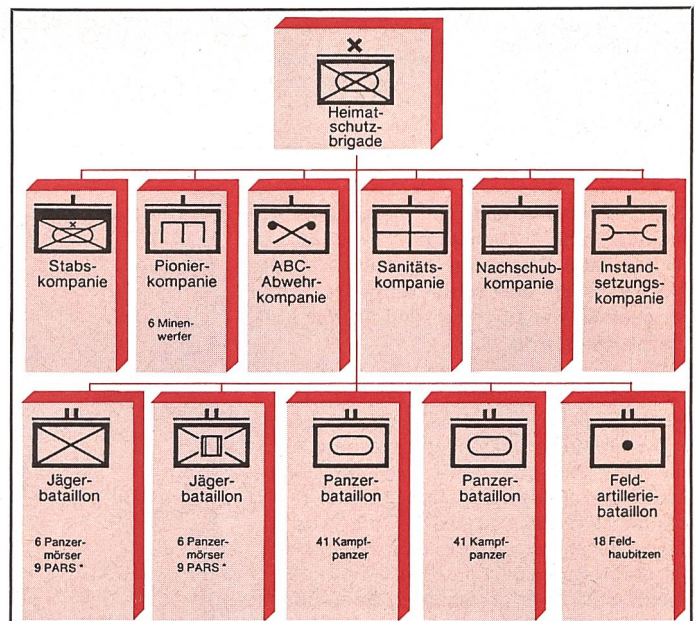 Heimat-
schutz-
brigade
Stabs-
kompanie
Pionier-
kompanie
6 Minen-
werfer
ABC-
Abwehr-
kompanie
Sanitäts-
kompanie
Nachschub-
kompanie
Instand-
setzungs-
kompanie
Jäger-
bataillon
6 Panzer-
mörser
9 PARS *
Jäger-
bataillon
6 Panzer-
mörser
9 PARS *
Panzer-
bataillon
41 Kampf-
panzer
Panzer-
bataillon
41 Kampf-
panzer
Feld-
artillerie-
bataillon
18 Feld-
haubitzen